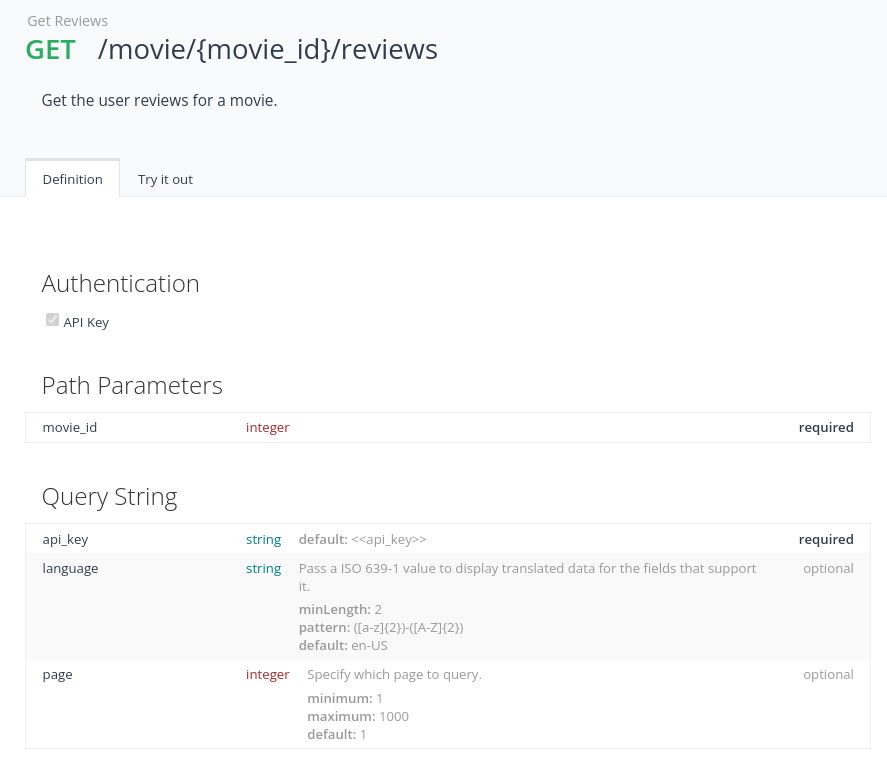 Get Reviews
GET /movie/{movie_id}/reviews
Get the user reviews for a movie.
Definition Try it out
Authentication
API Key
Path Parameters
movie_id integer required
Query String
api_key string default: <<api_key>> required
language string Pass a ISO 639-1 value to display translated data for the fields that support optional
it.
minLength: 2
pattern: ([a-z]{2})-([A-Z]{2})
default: en-US
page integer Specify which page to query. optional
minimum: 1
maximum: 1000
default: 1